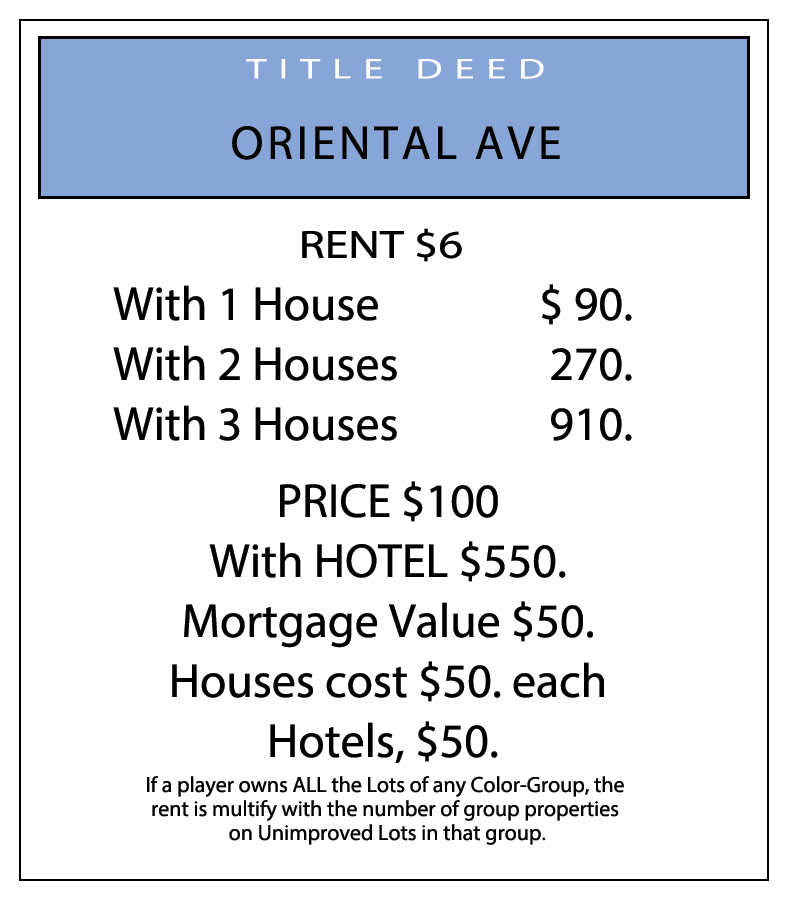 TITLE DEED
ORIENTAL AVE
RENT $6
With 1 House $ 90.
With 2 Houses 270.
With 3 Houses 910.
PRICE $100
With HOTEL $550.
Mortgage Value $50.
Houses cost $50. each
Hotels, $50.
If a player owns ALL the Lots of any Color-Group, the
rent is multify with the number of group properties
on Unimproved Lots in that group.